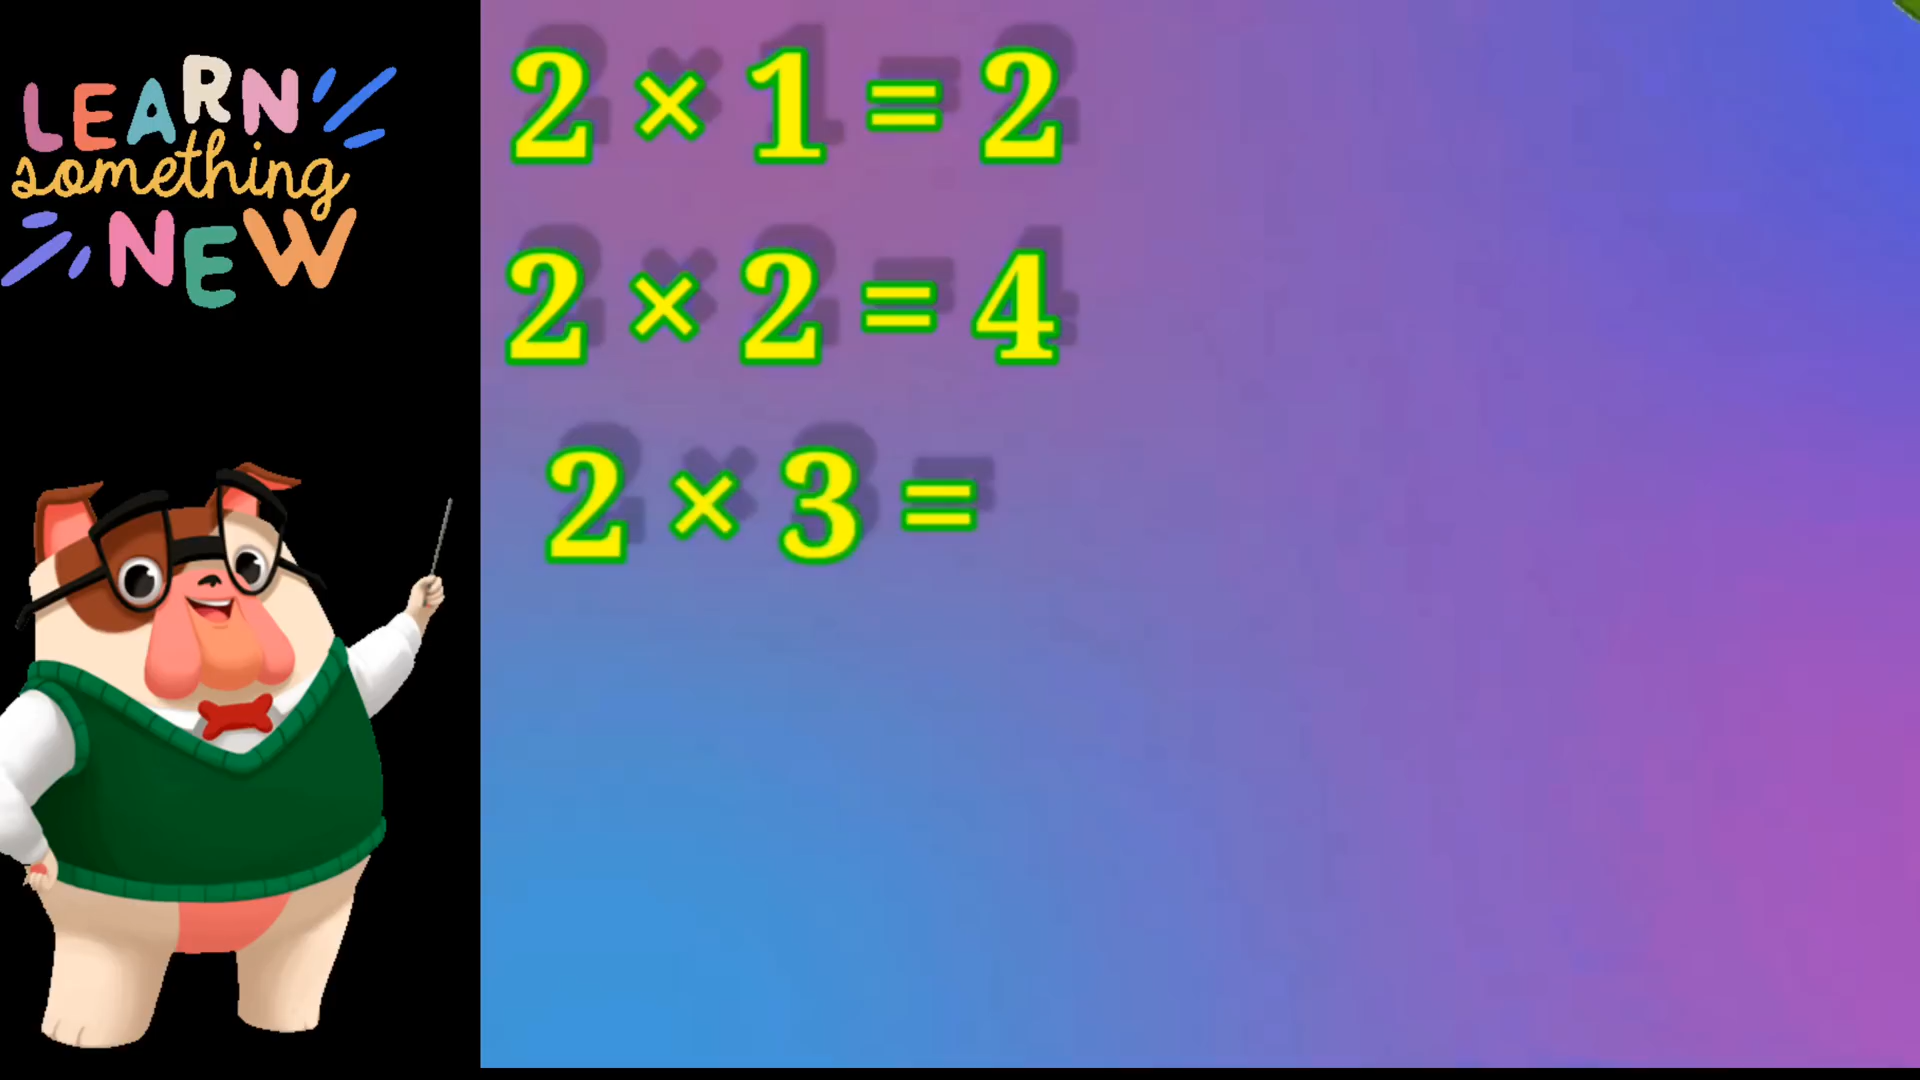 LEARN
something
NEW
2 × 1 = 2
2 × 2 = 4
2 × 3 =